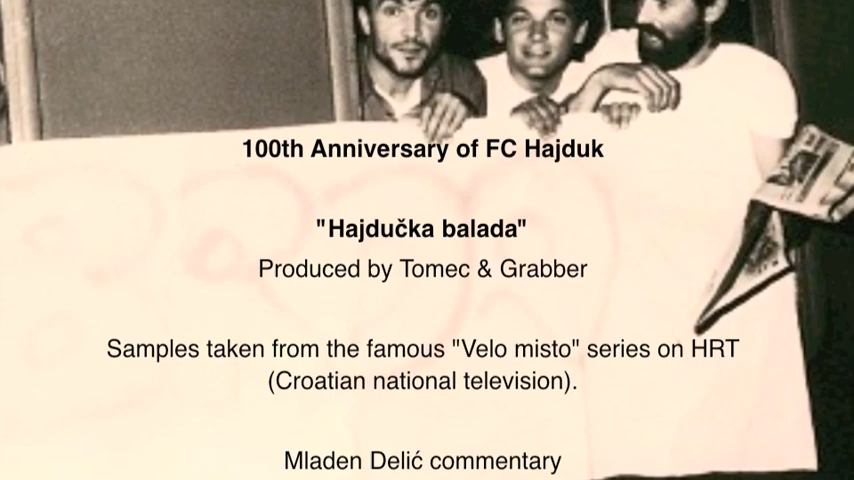 100th Anniversary of FC Hajduk
"Hajdučka balada"
Produced by Tomec & Grabber
Samples taken from the famous "Velo misto" series on HRT
(Croatian national television).
Mladen Delić commentary